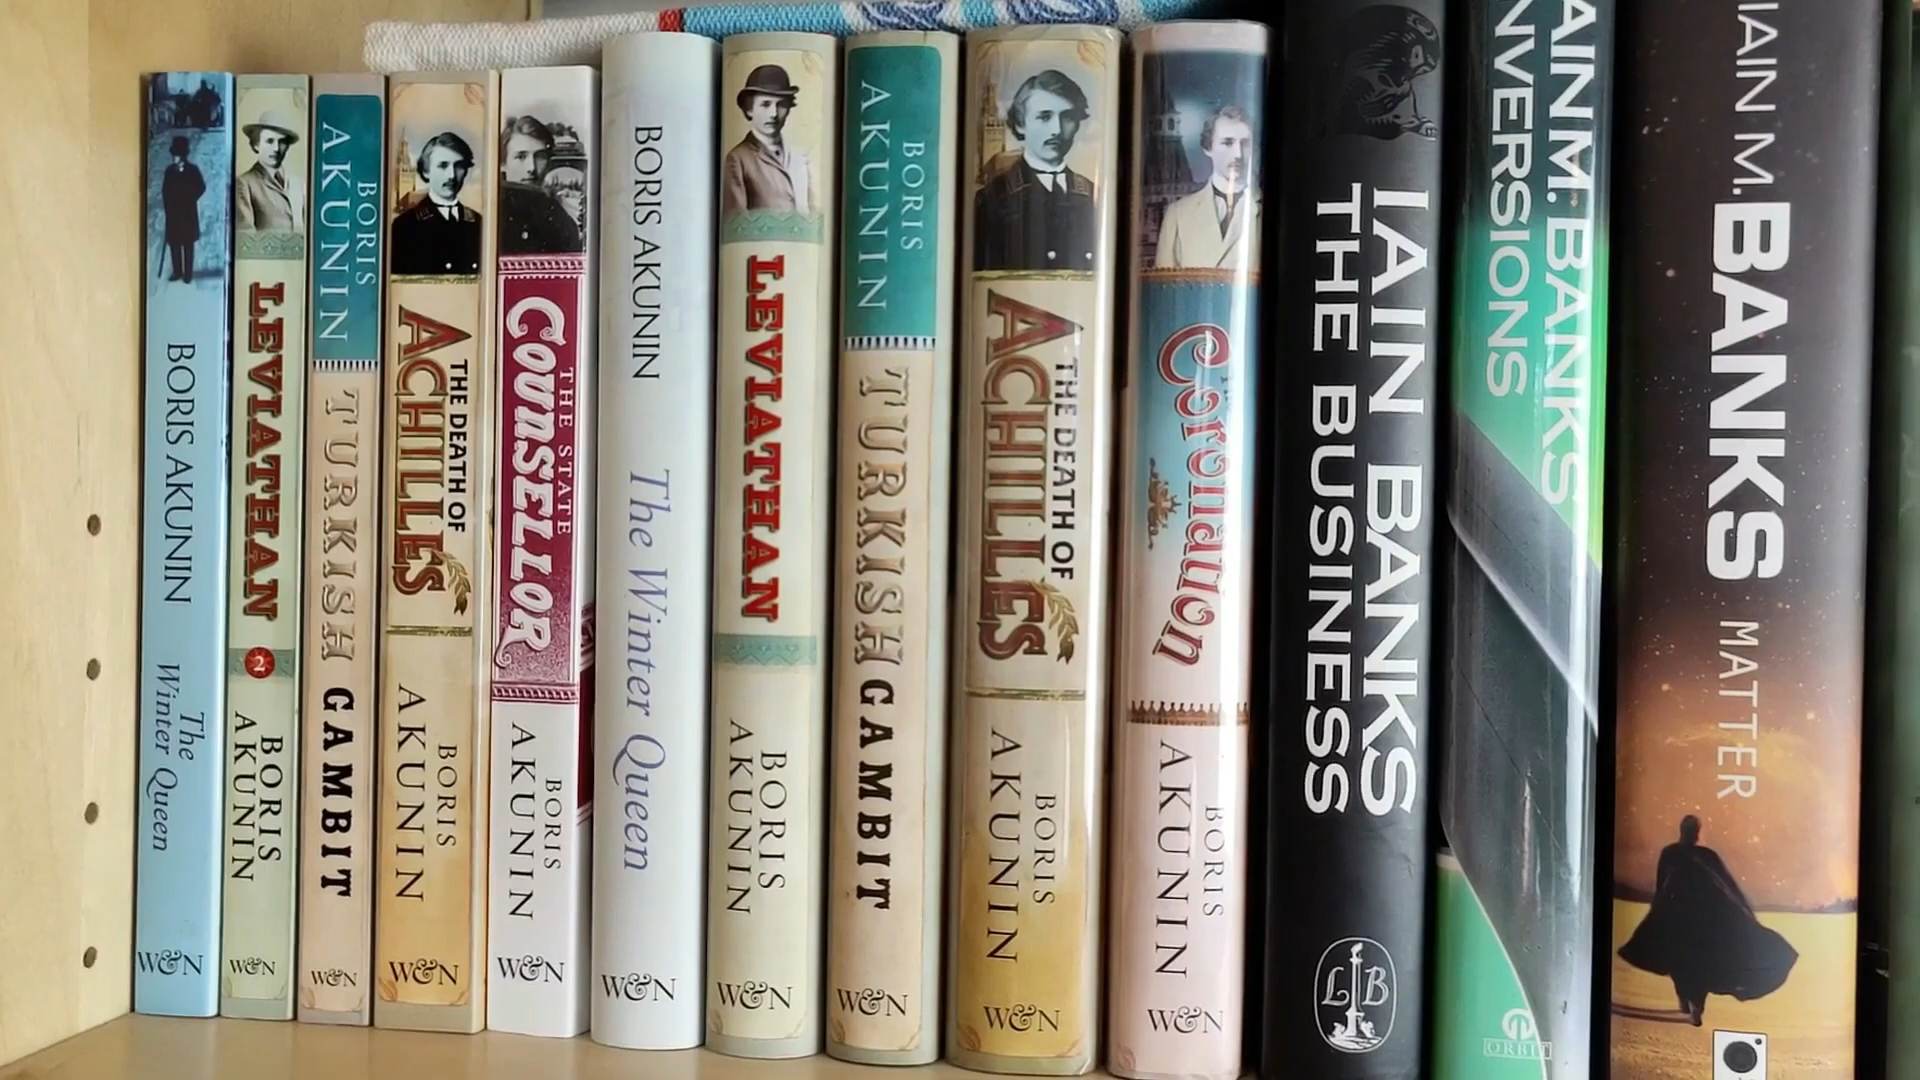 BORIS AKUNIN
The
Winter Queen
W&N
LEVIATHAN
2
BORIS
AKUNIN
W&N
BORIS
AKUNIN
TURKISH GAMBIT
W&N
THE DEATH OF
ACHILLES
BORIS
AKUNIN
W&N
THE STATE
COUNSELLOR
BORIS
AKUNIN
W&N
BORIS AKUNIN
The Winter Queen
W&N
LEVIATHAN
BORIS
AKUNIN
W&N
BORIS
AKUNIN
TURKISH GAMBIT
W&N
THE DEATH OF
ACHILLES
BORIS
AKUNIN
W&N
Coronation
BORIS
AKUNIN
W&N
IAIN BANKS
THE BUSINESS
LB
AIN M. BANKS
NVERSIONS
ORBIT
IAIN M. BANKS MATTER